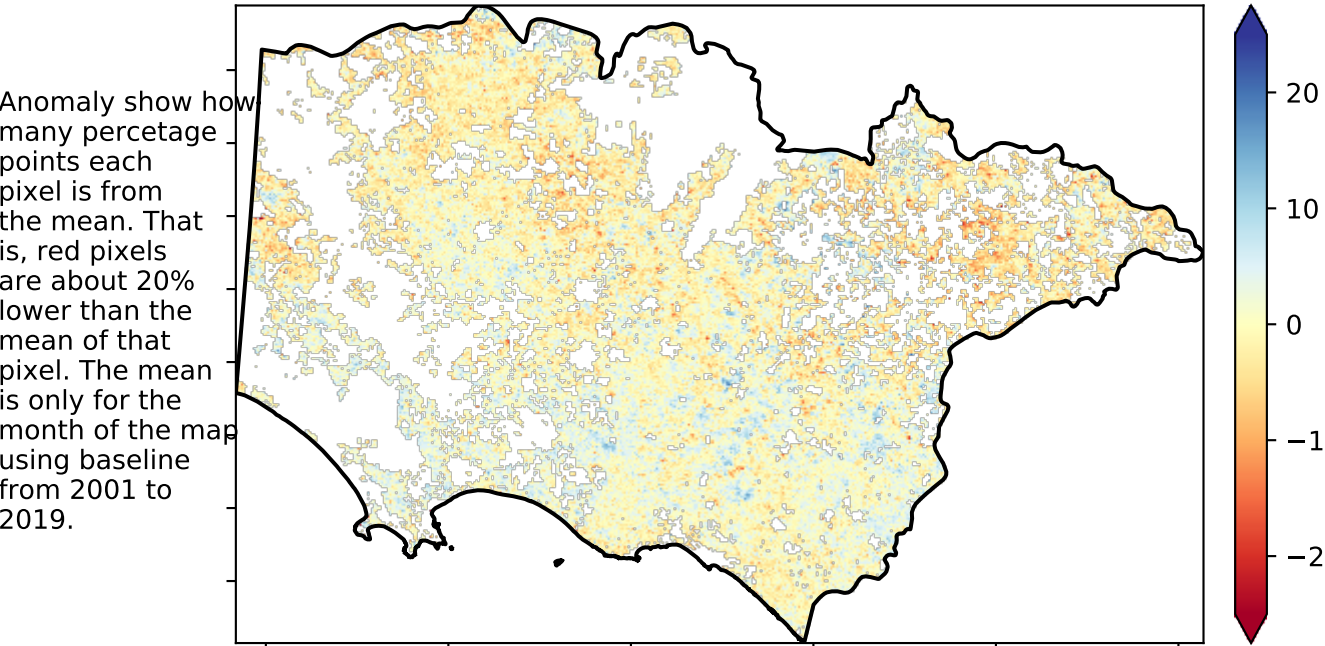 Anomaly show how
many percetage
points each
pixel is from
the mean. That
is, red pixels
are about 20%
lower than the
mean of that
pixel. The mean
is only for the
month of the map
using baseline
from 2001 to
2019.
20
10
0
−1
−2